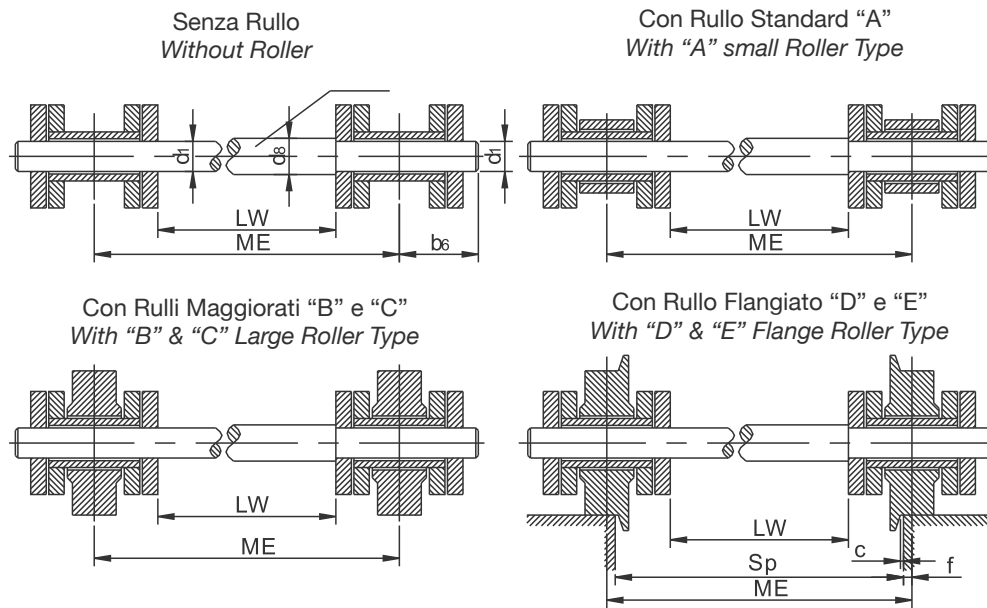 Senza Rullo
Without Roller
d1
d8
d1
LW
ME
b6
Con Rullo Standard “A”
With “A” small Roller Type
LW
ME
Con Rulli Maggiorati “B” e “C”
With “B” & “C” Large Roller Type
LW
ME
Con Rullo Flangiato “D” e “E”
With “D” & “E” Flange Roller Type
LW
c
Sp
f
ME